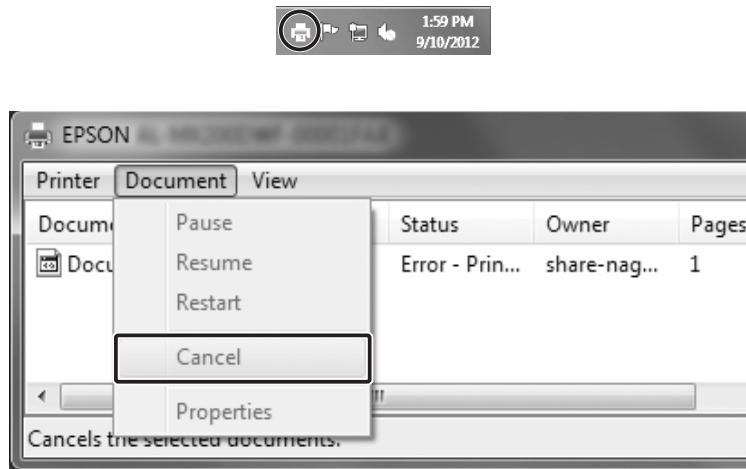 1:59 PM
9/10/2012
EPSON
Printer Document View
Docum Status Owner Pages
Docu Error - Prin... share-nag... 1
Pause
Resume
Restart
Cancel
Properties
Cancels the selected documents.